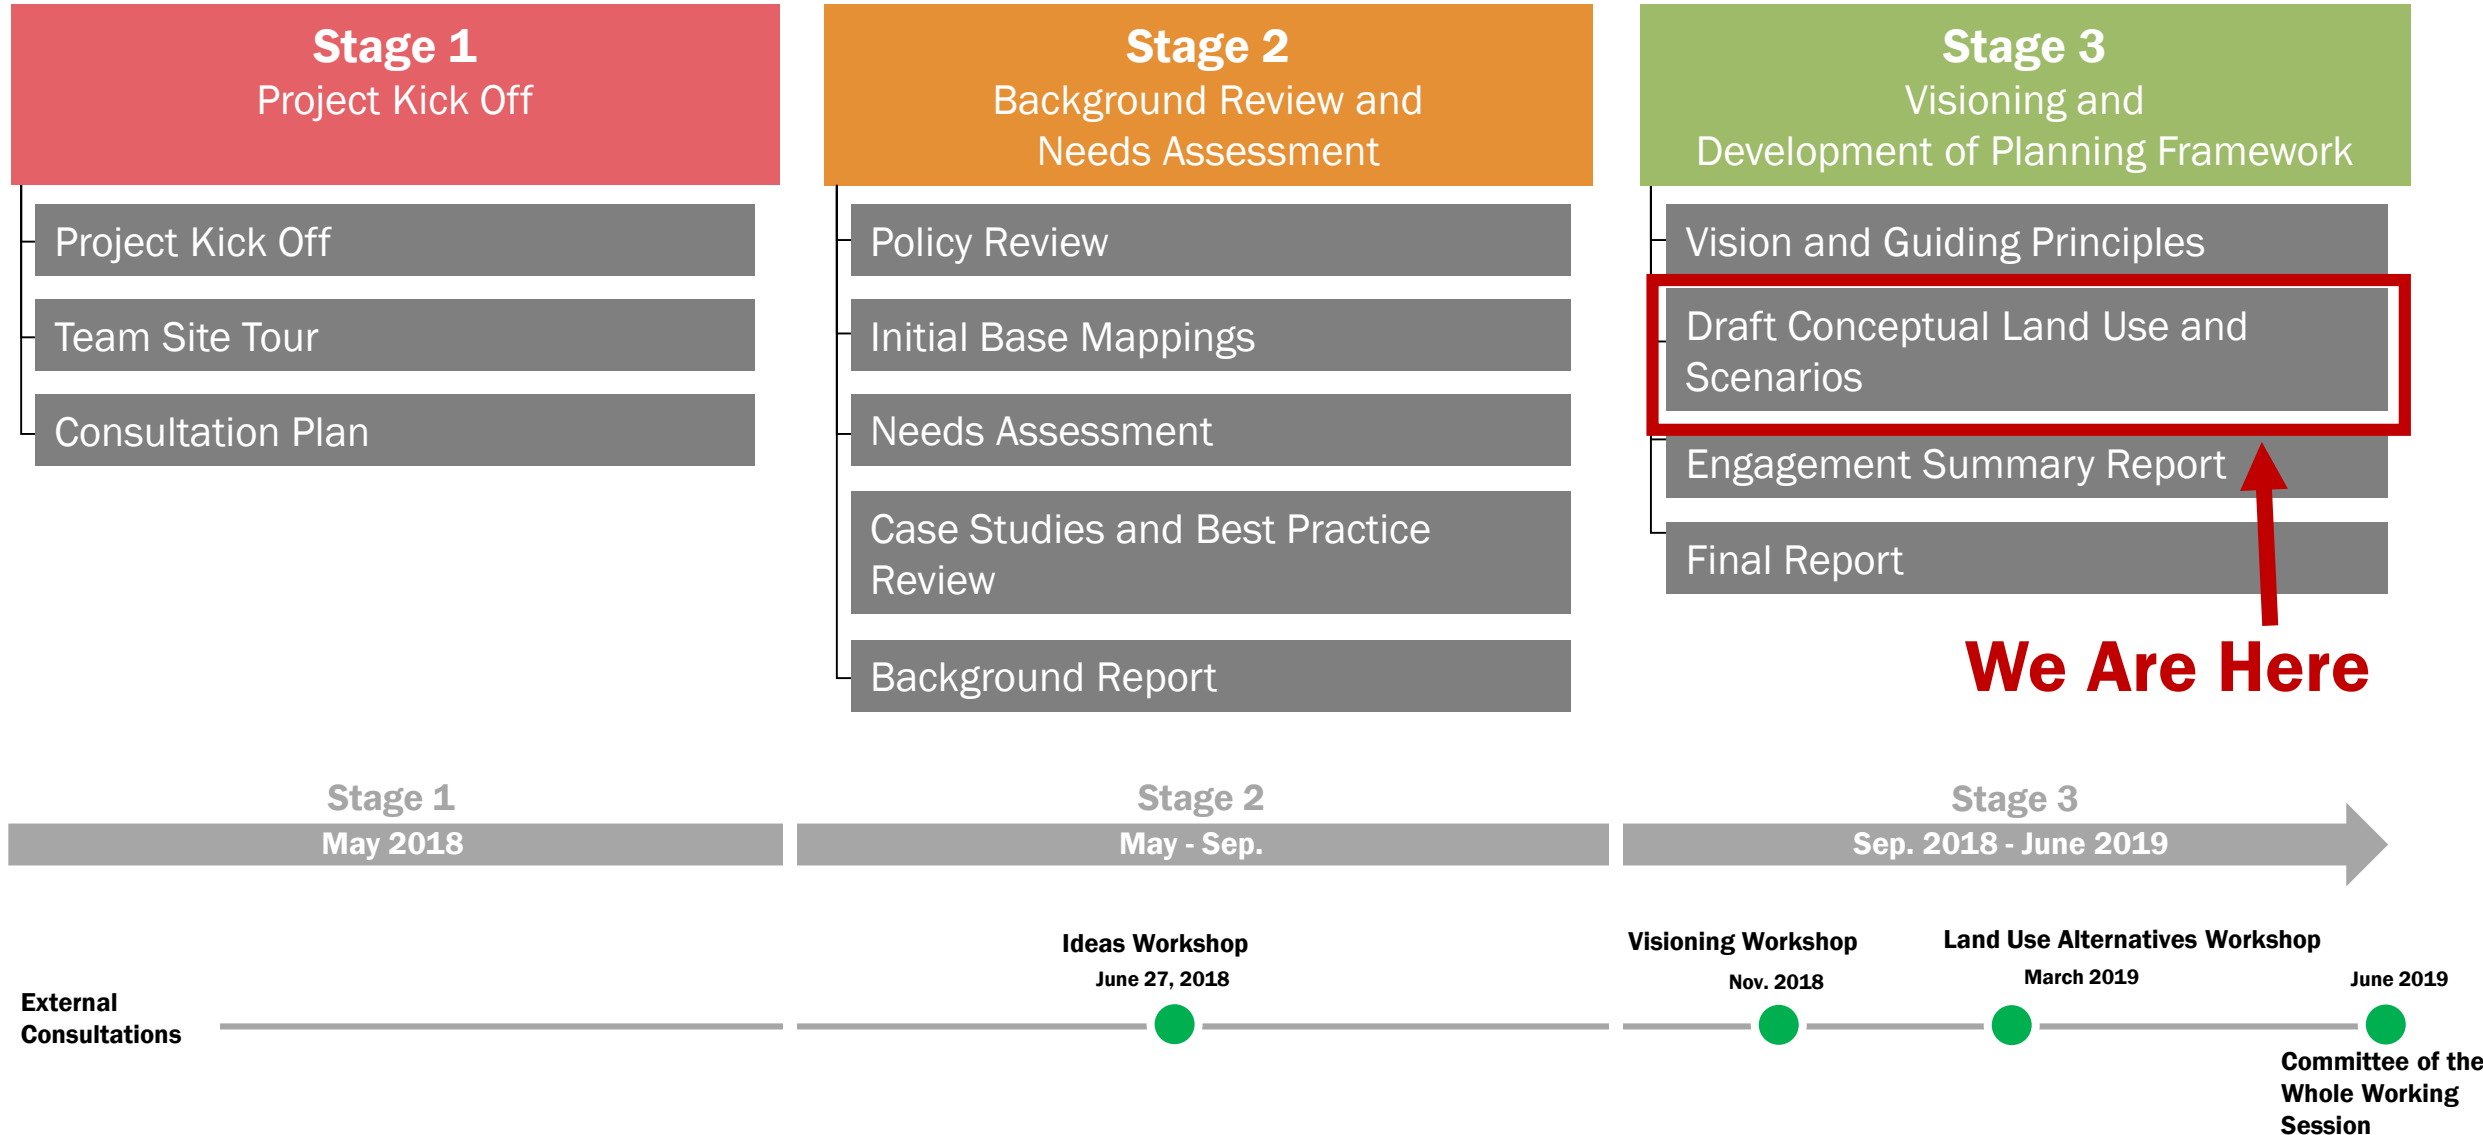 Stage 1
Project Kick Off
Project Kick Off
Team Site Tour
Consultation Plan
Stage 2
Background Review and
Needs Assessment
Policy Review
Initial Base Mappings
Needs Assessment
Case Studies and Best Practice
Review
Background Report
Stage 3
Visioning and
Development of Planning Framework
Vision and Guiding Principles
Draft Conceptual Land Use and
Scenarios
Engagement Summary Report
Final Report
We Are Here
Stage 1
May 2018
Stage 2
May - Sep.
Stage 3
Sep. 2018 - June 2019
External
Consultations
Ideas Workshop
June 27, 2018
Visioning Workshop
Nov. 2018
Land Use Alternatives Workshop
March 2019
June 2019
Committee of the
Whole Working
Session